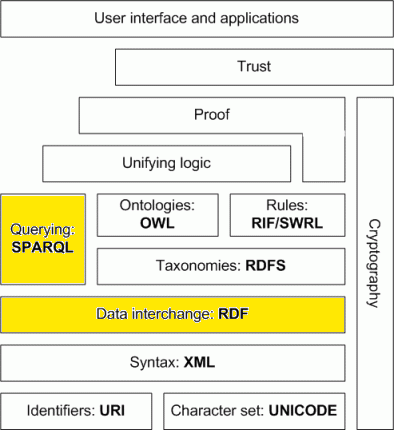 User interface and applications
Trust
Proof
Unifying logic
Querying:
SPARQL
Ontologies:
OWL
Rules:
RIF/SWRL
Taxonomies: RDFS
Cryptography
Data interchange: RDF
Syntax: XML
Identifiers: URI
Character set: UNICODE